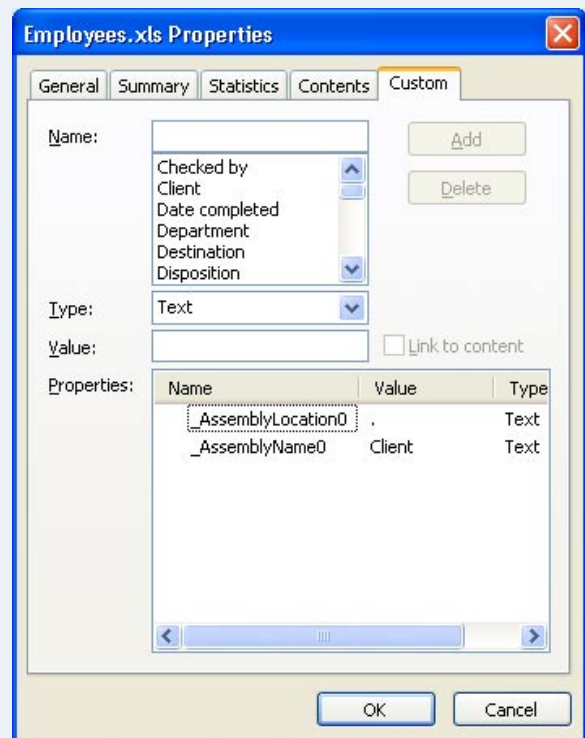 Employees.xls Properties
General Summary Statistics Contents Custom
Name:
Add
Checked by
Client
Date completed
Department
Destination
Disposition
Delete
Type: Text
Value: Link to content
Properties: Name Value Type
_AssemblyLocation0 . Text
_AssemblyName0 Client Text
OK Cancel